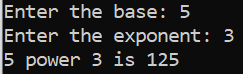 Enter the base: 5
Enter the exponent: 3
5 power 3 is 125